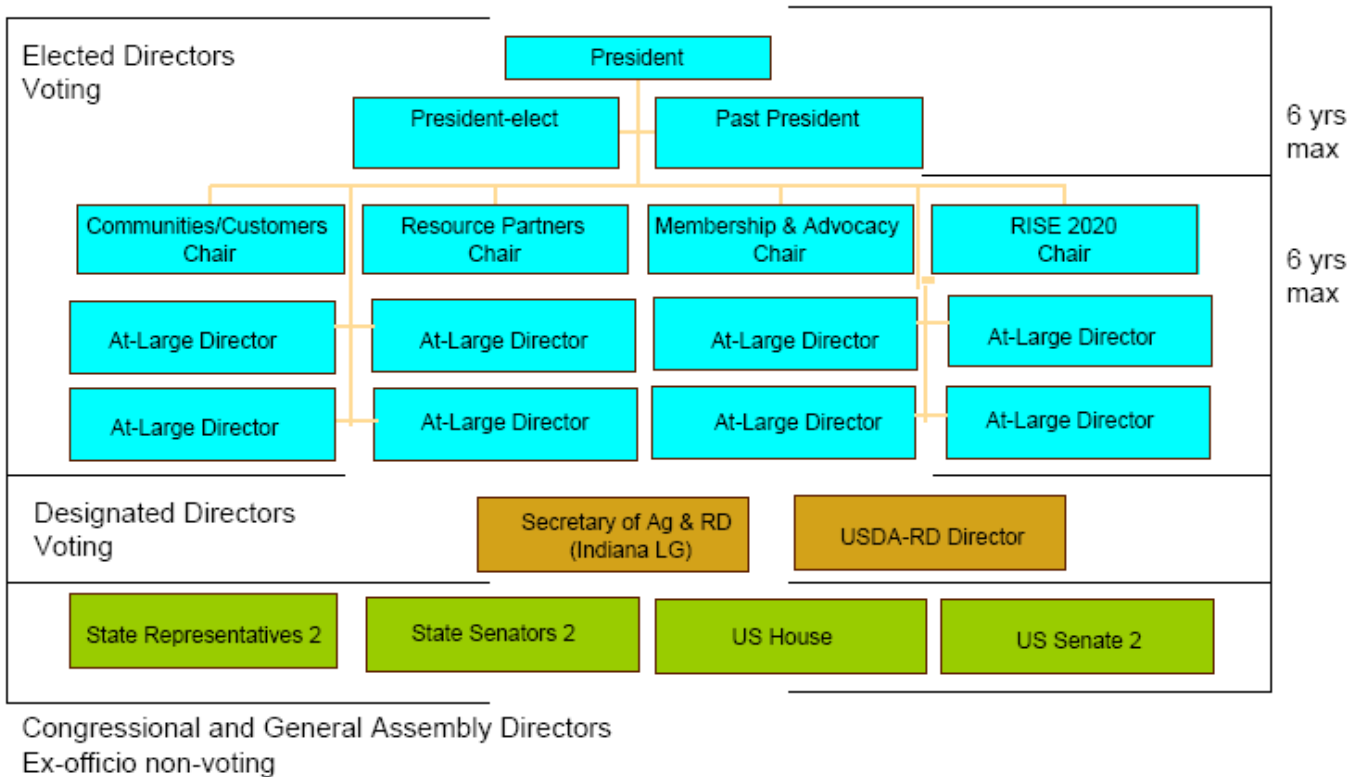 Elected Directors
Voting
President
President-elect
Past President
6 yrs
max
Communities/Customers
Chair
Resource Partners
Chair
Membership & Advocacy
Chair
RISE 2020
Chair
6 yrs
max
At-Large Director
At-Large Director
At-Large Director
At-Large Director
At-Large Director
At-Large Director
At-Large Director
At-Large Director
Designated Directors
Voting
Secretary of Ag & RD
(Indiana LG)
USDA-RD Director
State Representatives 2
State Senators 2
US House
US Senate 2
Congressional and General Assembly Directors
Ex-officio non-voting